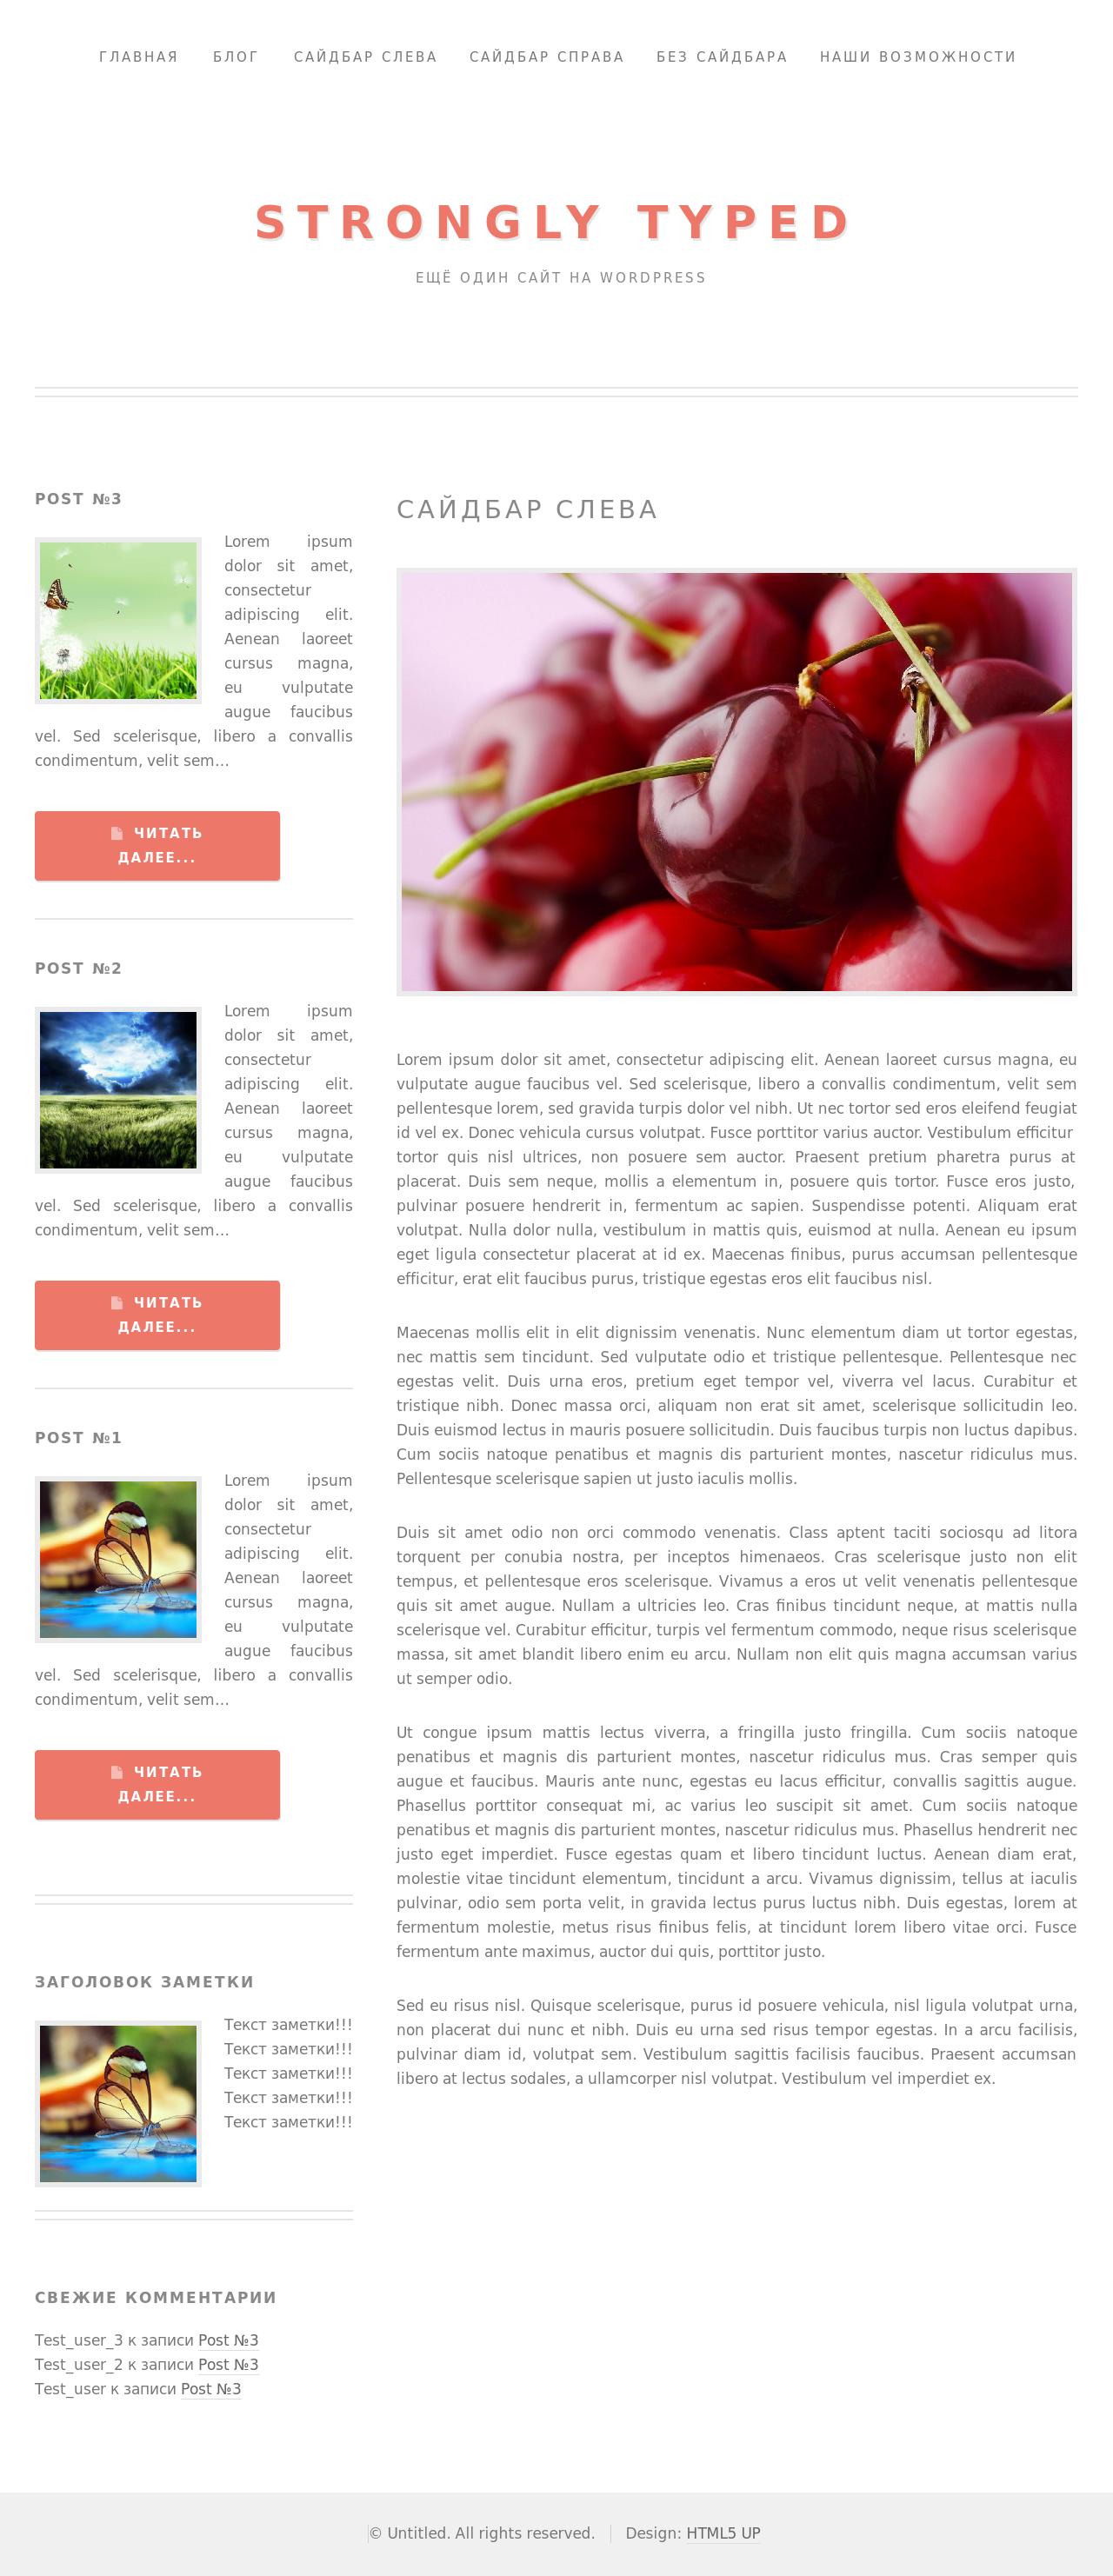 ГЛАВНАЯ БЛОГ САЙДБАР СЛЕВА САЙДБАР СПРАВА БЕЗ САЙДБАРА НАШИ ВОЗМОЖНОСТИ
STRONGLY TYPED
ЕЩЁ ОДИН САЙТ НА WORDPRESS
POST №3
Lorem ipsum
dolor sit amet,
consectetur
adipiscing elit.
Aenean laoreet
cursus magna,
eu vulputate
augue faucibus
vel. Sed scelerisque, libero a convallis
condimentum, velit sem…
ЧИТАТЬ
ДАЛЕЕ...
POST №2
Lorem ipsum
dolor sit amet,
consectetur
adipiscing elit.
Aenean laoreet
cursus magna,
eu vulputate
augue faucibus
vel. Sed scelerisque, libero a convallis
condimentum, velit sem…
ЧИТАТЬ
ДАЛЕЕ...
POST №1
Lorem ipsum
dolor sit amet,
consectetur
adipiscing elit.
Aenean laoreet
cursus magna,
eu vulputate
augue faucibus
vel. Sed scelerisque, libero a convallis
condimentum, velit sem…
ЧИТАТЬ
ДАЛЕЕ...
ЗАГОЛОВОК ЗАМЕТКИ
Текст заметки!!!
Текст заметки!!!
Текст заметки!!!
Текст заметки!!!
Текст заметки!!!
СВЕЖИЕ КОММЕНТАРИИ
Test_user_3 к записи Post №3
Test_user_2 к записи Post №3
Test_user к записи Post №3
САЙДБАР СЛЕВА
Lorem ipsum dolor sit amet, consectetur adipiscing elit. Aenean laoreet cursus magna, eu
vulputate augue faucibus vel. Sed scelerisque, libero a convallis condimentum, velit sem
pellentesque lorem, sed gravida turpis dolor vel nibh. Ut nec tortor sed eros eleifend feugiat
id vel ex. Donec vehicula cursus volutpat. Fusce porttitor varius auctor. Vestibulum efficitur
tortor quis nisl ultrices, non posuere sem auctor. Praesent pretium pharetra purus at
placerat. Duis sem neque, mollis a elementum in, posuere quis tortor. Fusce eros justo,
pulvinar posuere hendrerit in, fermentum ac sapien. Suspendisse potenti. Aliquam erat
volutpat. Nulla dolor nulla, vestibulum in mattis quis, euismod at nulla. Aenean eu ipsum
eget ligula consectetur placerat at id ex. Maecenas finibus, purus accumsan pellentesque
efficitur, erat elit faucibus purus, tristique egestas eros elit faucibus nisl.
Maecenas mollis elit in elit dignissim venenatis. Nunc elementum diam ut tortor egestas,
nec mattis sem tincidunt. Sed vulputate odio et tristique pellentesque. Pellentesque nec
egestas velit. Duis urna eros, pretium eget tempor vel, viverra vel lacus. Curabitur et
tristique nibh. Donec massa orci, aliquam non erat sit amet, scelerisque sollicitudin leo.
Duis euismod lectus in mauris posuere sollicitudin. Duis faucibus turpis non luctus dapibus.
Cum sociis natoque penatibus et magnis dis parturient montes, nascetur ridiculus mus.
Pellentesque scelerisque sapien ut justo iaculis mollis.
Duis sit amet odio non orci commodo venenatis. Class aptent taciti sociosqu ad litora
torquent per conubia nostra, per inceptos himenaeos. Cras scelerisque justo non elit
tempus, et pellentesque eros scelerisque. Vivamus a eros ut velit venenatis pellentesque
quis sit amet augue. Nullam a ultricies leo. Cras finibus tincidunt neque, at mattis nulla
scelerisque vel. Curabitur efficitur, turpis vel fermentum commodo, neque risus scelerisque
massa, sit amet blandit libero enim eu arcu. Nullam non elit quis magna accumsan varius
ut semper odio.
Ut congue ipsum mattis lectus viverra, a fringilla justo fringilla. Cum sociis natoque
penatibus et magnis dis parturient montes, nascetur ridiculus mus. Cras semper quis
augue et faucibus. Mauris ante nunc, egestas eu lacus efficitur, convallis sagittis augue.
Phasellus porttitor consequat mi, ac varius leo suscipit sit amet. Cum sociis natoque
penatibus et magnis dis parturient montes, nascetur ridiculus mus. Phasellus hendrerit nec
justo eget imperdiet. Fusce egestas quam et libero tincidunt luctus. Aenean diam erat,
molestie vitae tincidunt elementum, tincidunt a arcu. Vivamus dignissim, tellus at iaculis
pulvinar, odio sem porta velit, in gravida lectus purus luctus nibh. Duis egestas, lorem at
fermentum molestie, metus risus finibus felis, at tincidunt lorem libero vitae orci. Fusce
fermentum ante maximus, auctor dui quis, porttitor justo.
Sed eu risus nisl. Quisque scelerisque, purus id posuere vehicula, nisl ligula volutpat urna,
non placerat dui nunc et nibh. Duis eu urna sed risus tempor egestas. In a arcu facilisis,
pulvinar diam id, volutpat sem. Vestibulum sagittis facilisis faucibus. Praesent accumsan
libero at lectus sodales, a ullamcorper nisl volutpat. Vestibulum vel imperdiet ex.
© Untitled. All rights reserved. Design: HTML5 UP